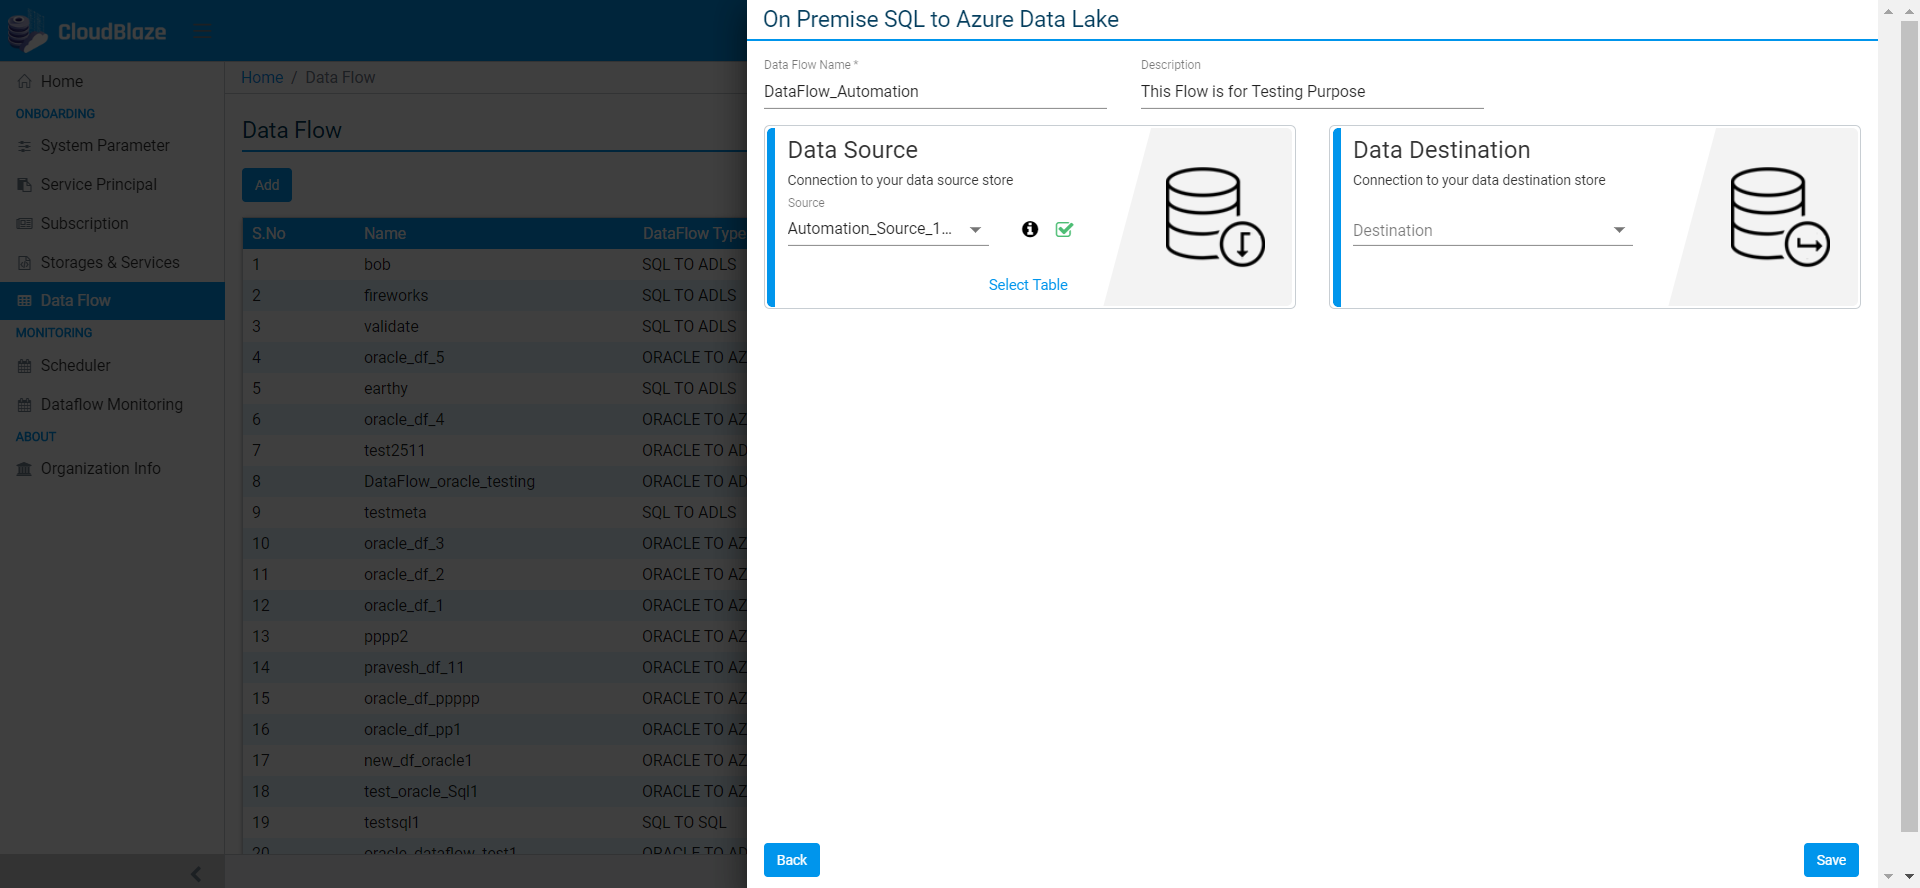 CloudBlaze
Home
ONBOARDING
System Parameter
Service Principal
Subscription
Storages & Services
Data Flow
MONITORING
Scheduler
Dataflow Monitoring
ABOUT
Organization Info
Home / Data Flow
Data Flow
Add
S.No Name DataFlow Type
1 bob SQL TO ADLS
2 fireworks SQL TO ADLS
3 validate SQL TO ADLS
4 oracle_df_5 ORACLE TO AZ
5 earthy SQL TO ADLS
6 oracle_df_4 ORACLE TO AZ
7 test2511 ORACLE TO AD
8 DataFlow_oracle_testing ORACLE TO AD
9 testmeta SQL TO ADLS
10 oracle_df_3 ORACLE TO AZ
11 oracle_df_2 ORACLE TO AZ
12 oracle_df_1 ORACLE TO AZ
13 pppp2 ORACLE TO AZ
14 pravesh_df_11 ORACLE TO AZ
15 oracle_df_ppppp ORACLE TO AZ
16 oracle_df_pp1 ORACLE TO AZ
17 new_df_oracle1 ORACLE TO AZ
18 test_oracle_Sql1 ORACLE TO AZ
19 testsql1 SQL TO SQL
20 oracle_dataflow_test1 ORACLE TO AD
On Premise SQL to Azure Data Lake
Data Flow Name *
DataFlow_Automation
Description
This Flow is for Testing Purpose
Data Source
Connection to your data source store
Source
Automation_Source_1...
Select Table
Data Destination
Connection to your data destination store
Destination
Back
Save